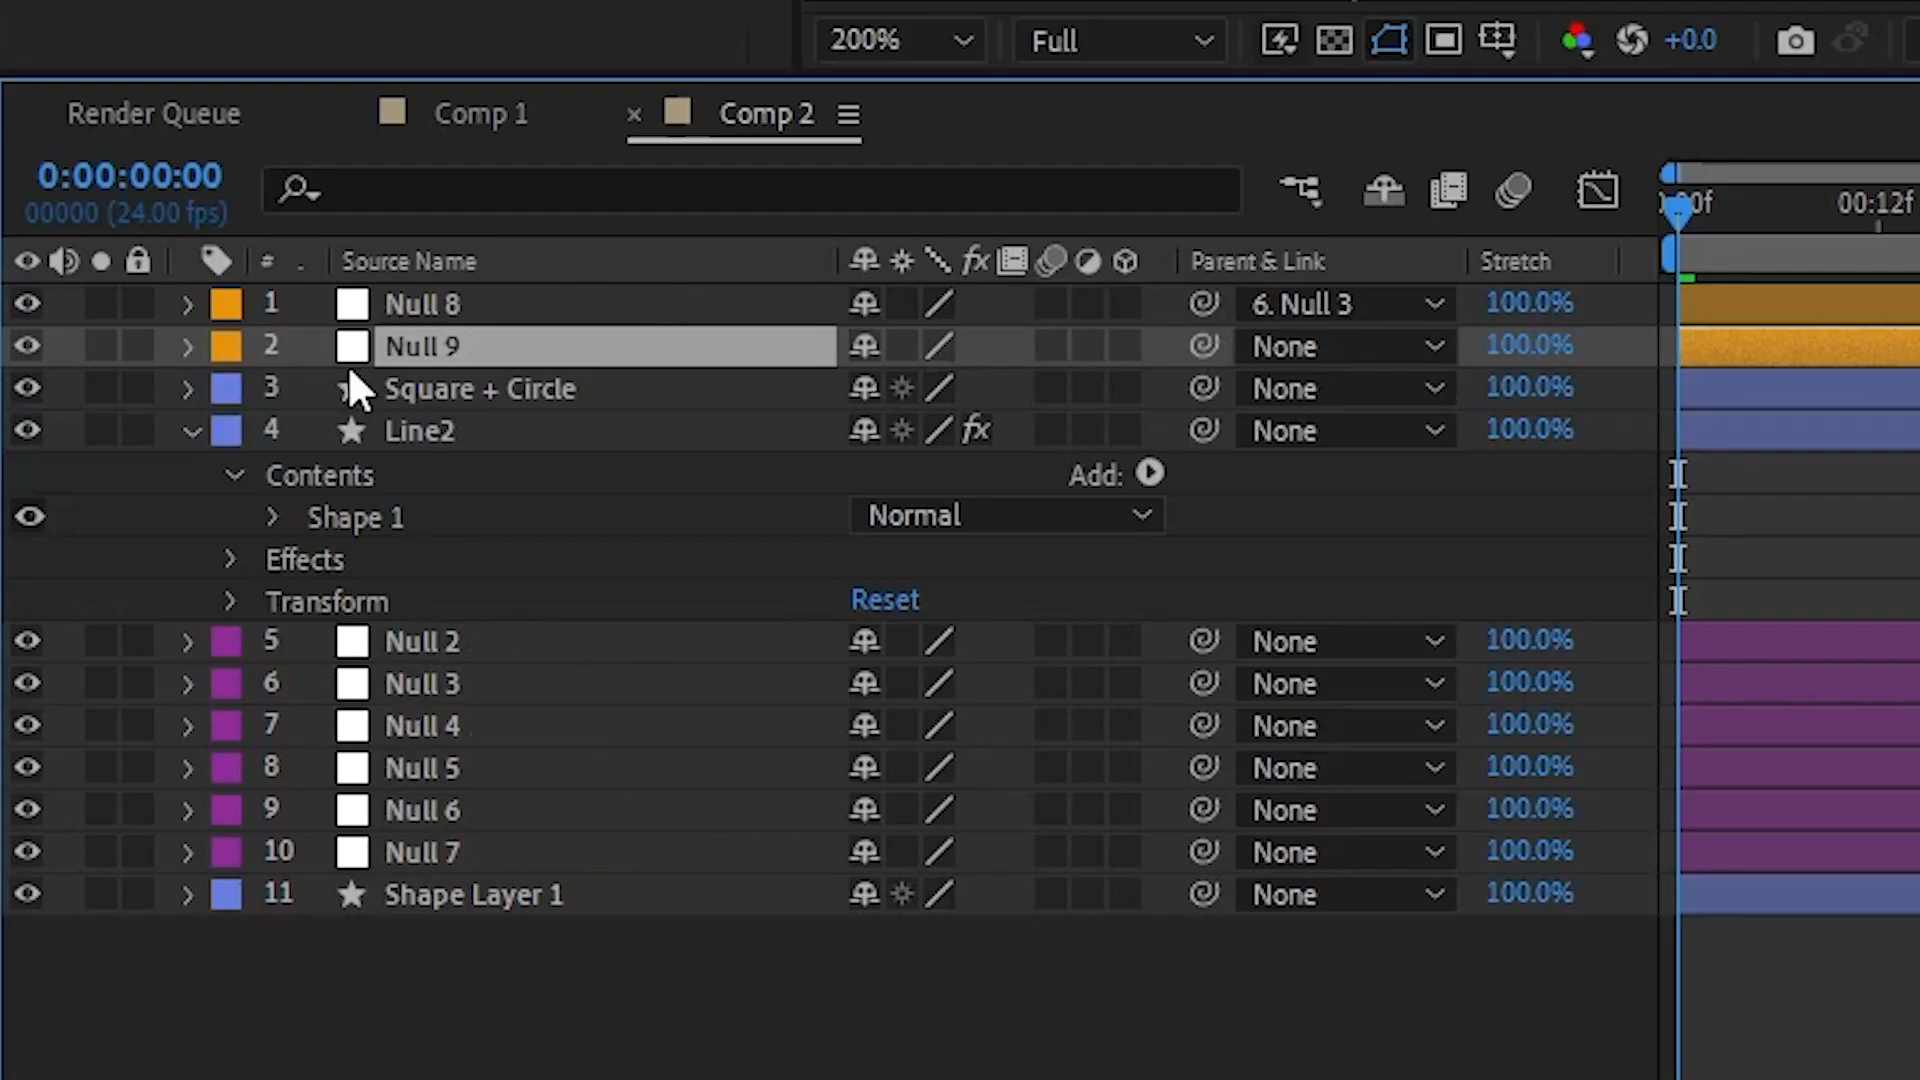 200% Full +0.0
Render Queue Comp 1 × Comp 2
0:00:00:00
00000 (24.00 fps)
00f 00:12f
# . Source Name fx Parent & Link Stretch
1 Null 8 6. Null 3 100.0%
2 Null 9 None 100.0%
3 Square + Circle None 100.0%
4 Line2 fx None 100.0%
Contents Add:
Shape 1 Normal
Effects
Transform Reset
5 Null 2 None 100.0%
6 Null 3 None 100.0%
7 Null 4 None 100.0%
8 Null 5 None 100.0%
9 Null 6 None 100.0%
10 Null 7 None 100.0%
11 Shape Layer 1 None 100.0%